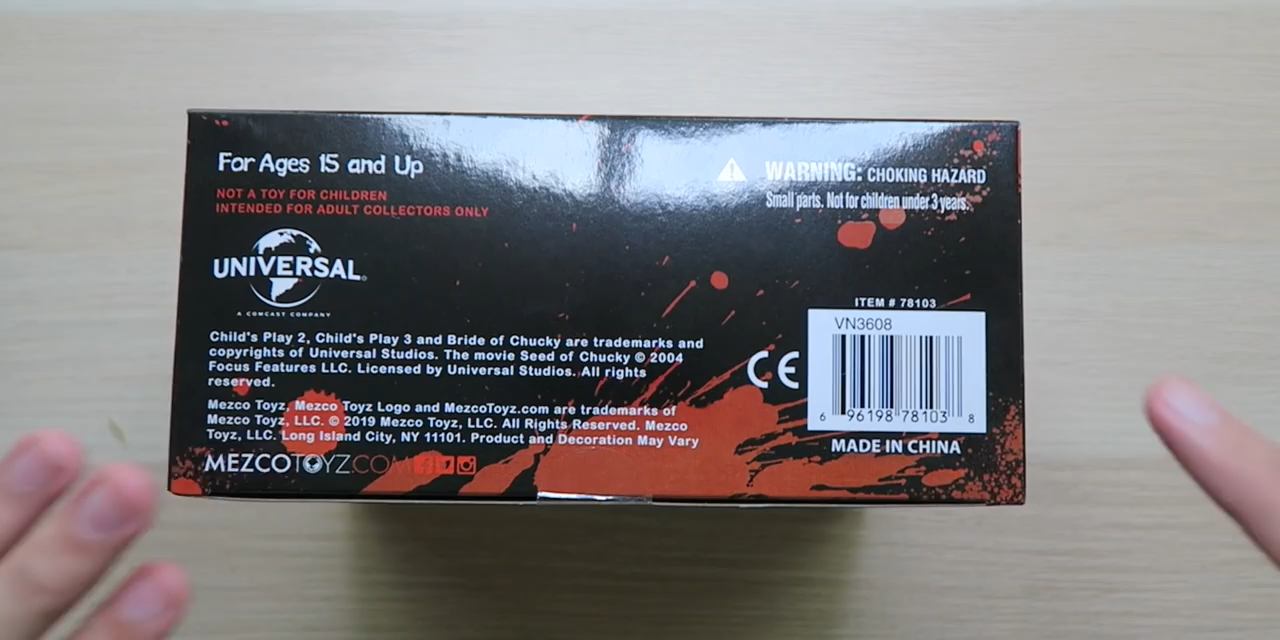 For Ages 15 and Up
NOT A TOY FOR CHILDREN
INTENDED FOR ADULT COLLECTORS ONLY
UNIVERSAL
A COMCAST COMPANY
Child's Play 2, Child's Play 3 and Bride of Chucky are trademarks and
copyrights of Universal Studios. The movie Seed of Chucky © 2004
Focus Features LLC. Licensed by Universal Studios. All rights
reserved.
Mezco Toyz, Mezco Toyz Logo and MezcoToyz.com are trademarks of
Mezco Toyz, LLC. © 2019 Mezco Toyz, LLC. All Rights Reserved. Mezco
Toyz, LLC. Long Island City, NY 11101. Product and Decoration May Vary
MEZCOTOYZ.COM
WARNING: CHOKING HAZARD
Small parts. Not for children under 3 years.
ITEM # 78103
VN3608
CE
6 96198 78103 8
MADE IN CHINA